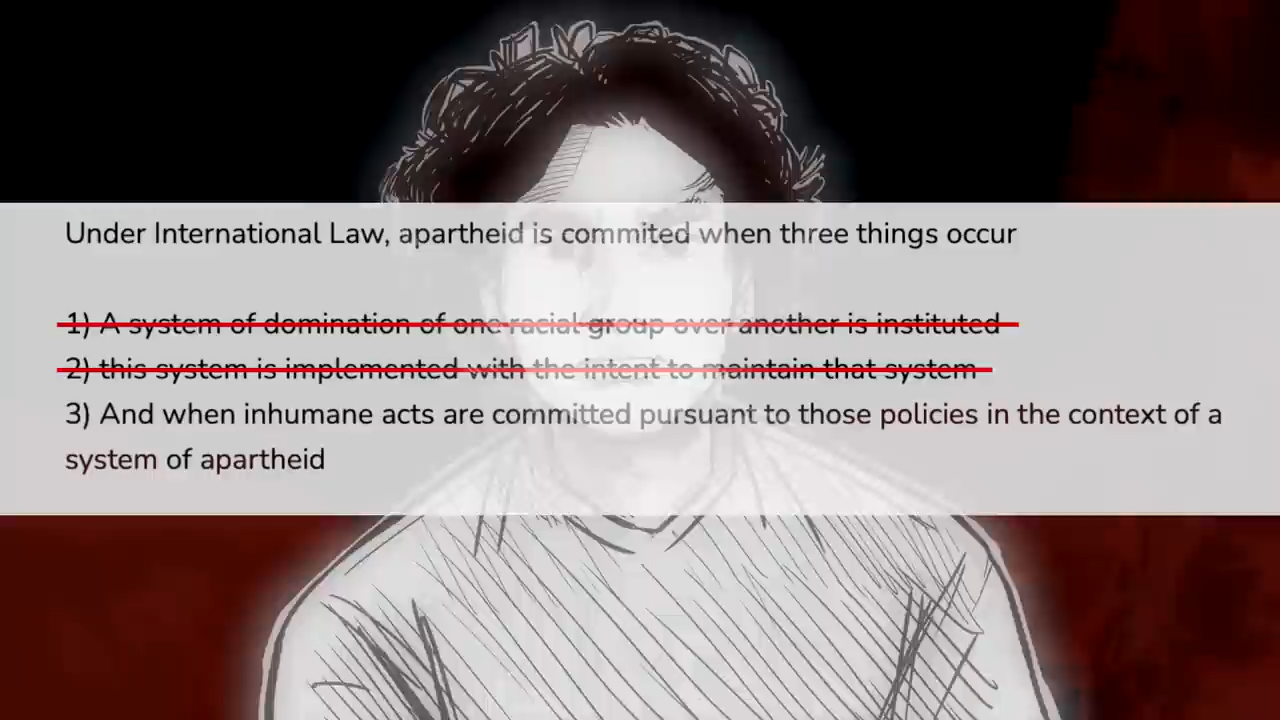 Under International Law, apartheid is commited when three things occur
1) A system of domination of one racial group over another is instituted
2) this system is implemented with the intent to maintain that system
3) And when inhumane acts are committed pursuant to those policies in the context of a
system of apartheid